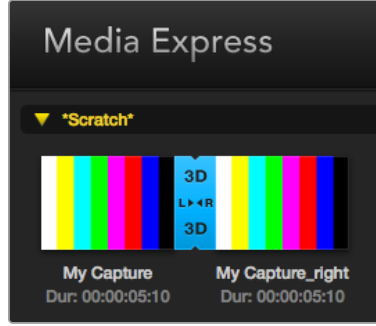 Media Express
*Scratch*
3D
L R
3D
My Capture
My Capture_right
Dur: 00:00:05:10
Dur: 00:00:05:10